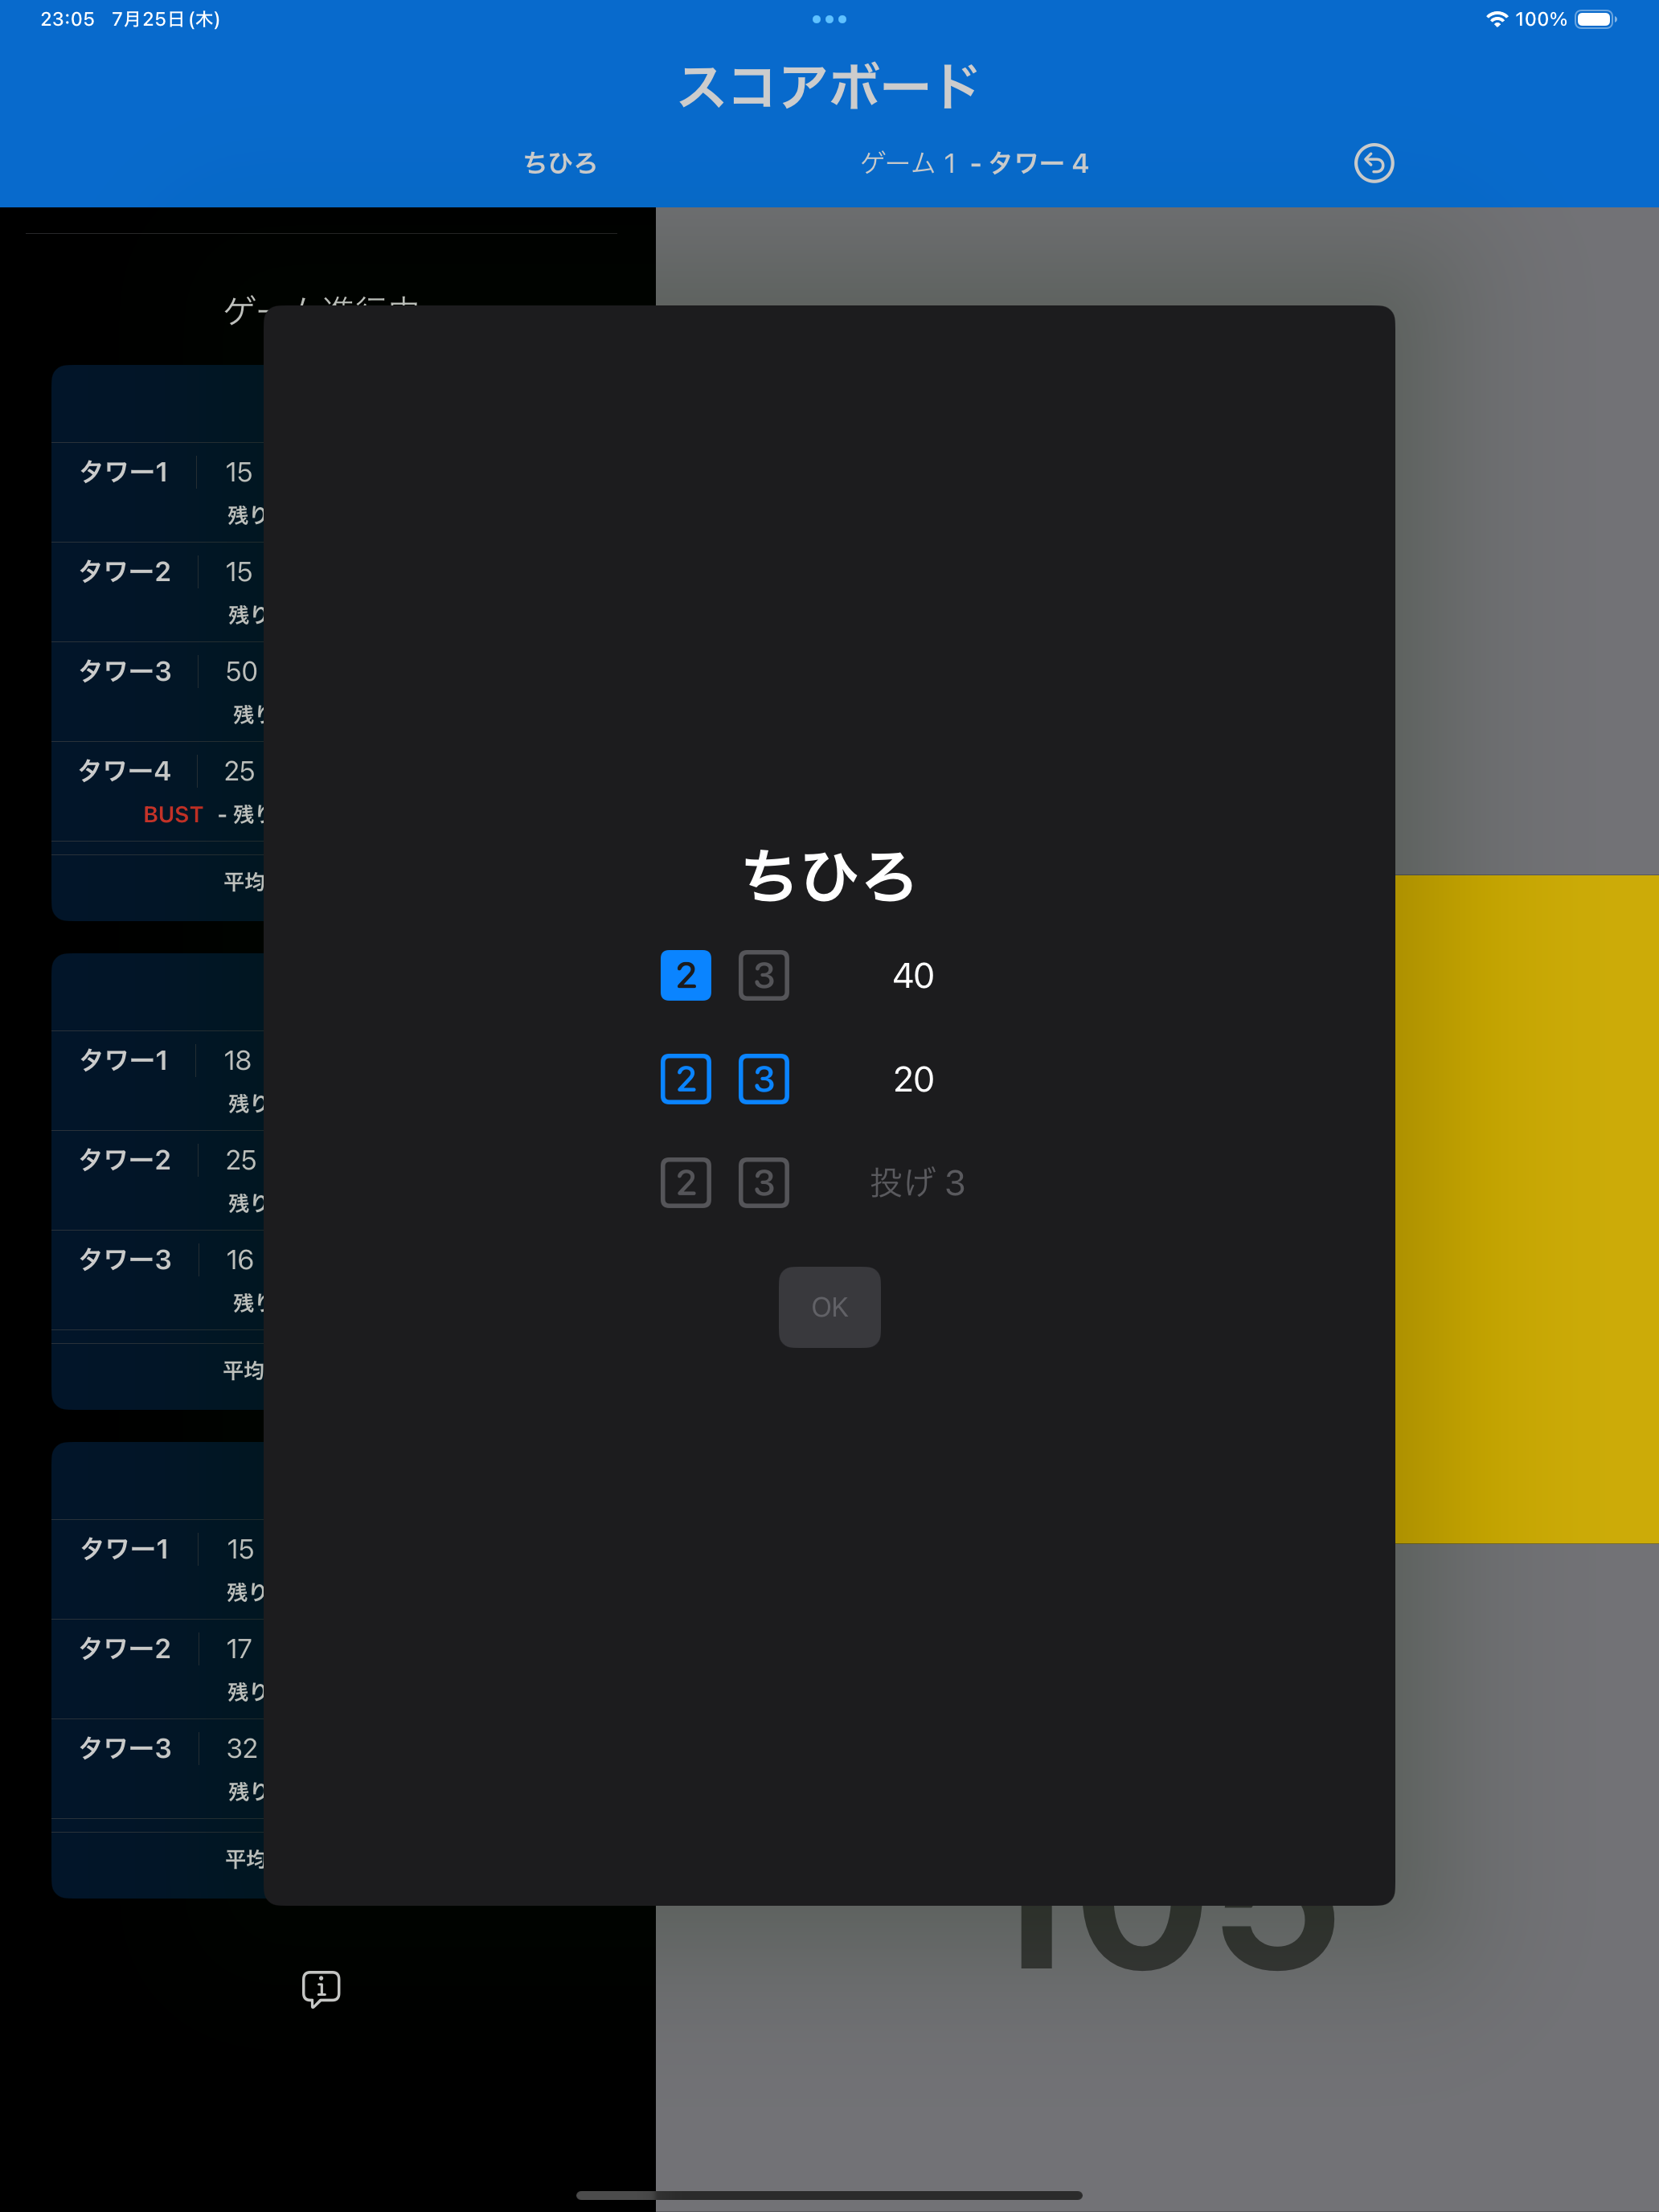 23:05 7月25日(木)
100%
スコアボード
ちひろ
ゲーム 1 - タワー 4
タワー1 15
残り
タワー2 15
残り
タワー3 50
残り
タワー4 25
BUST - 残り
平均
タワー1 18
残り
タワー2 25
残り
タワー3 16
残り
平均
タワー1 15
残り
タワー2 17
残り
タワー3 32
残り
平均
ちひろ
2 3 40
2 3 20
2 3 投げ 3
OK
105